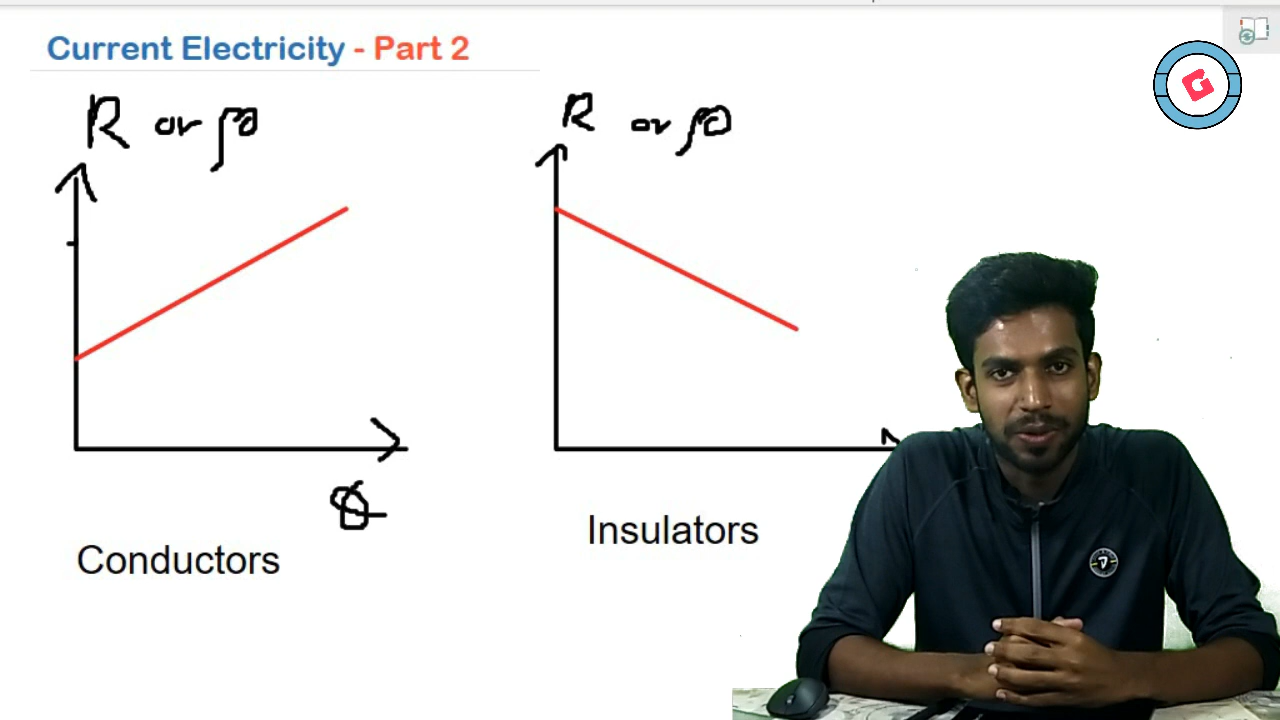 Current Electricity - Part 2
R or ρ
R or ρ
θ
Insulators
Conductors